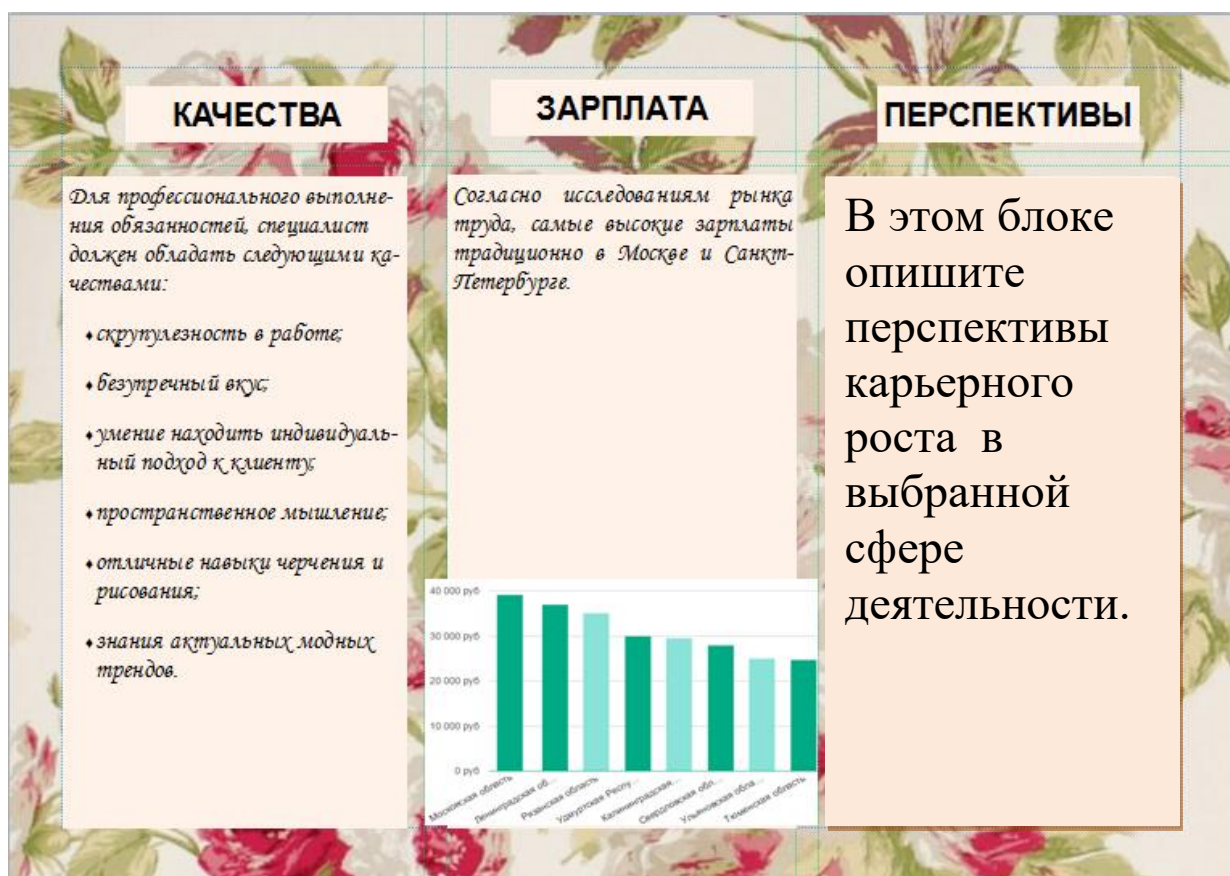 КАЧЕСТВА
Для профессионального выполне-
ния обязанностей, специалист
должен обладать следующими ка-
чествами:
♦скрупулезность в работе;
♦безупречный вкус;
♦умение находить индивидуаль-
ный подход к клиенту;
♦пространственное мышление;
♦отличные навыки черчения и
рисования;
♦знания актуальных модных
трендов.
ЗАРПЛАТА
Согласно исследованиям рынка
труда, самые высокие зарплаты
традиционно в Москве и Санкт-
Петербурге.
40 000 руб
30 000 руб
20 000 руб
10 000 руб
0 руб
Московская область
Ленинградская об...
Рязанская область
Удмуртская Респу...
Калининградская...
Свердловская обл...
Ульяновская обла...
Тюменская область
ПЕРСПЕКТИВЫ
В этом блоке
опишите
перспективы
карьерного
роста в
выбранной
сфере
деятельности.